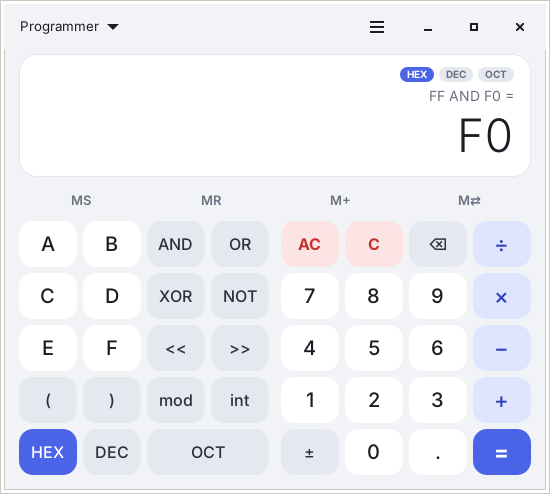 Programmer
HEX DEC OCT
FF AND F0 =
F0
MS MR M+ M⇄
A B AND OR AC C ⌫ ÷
C D XOR NOT 7 8 9 ×
E F << >> 4 5 6 −
( ) mod int 1 2 3 +
HEX DEC OCT ± 0 . =